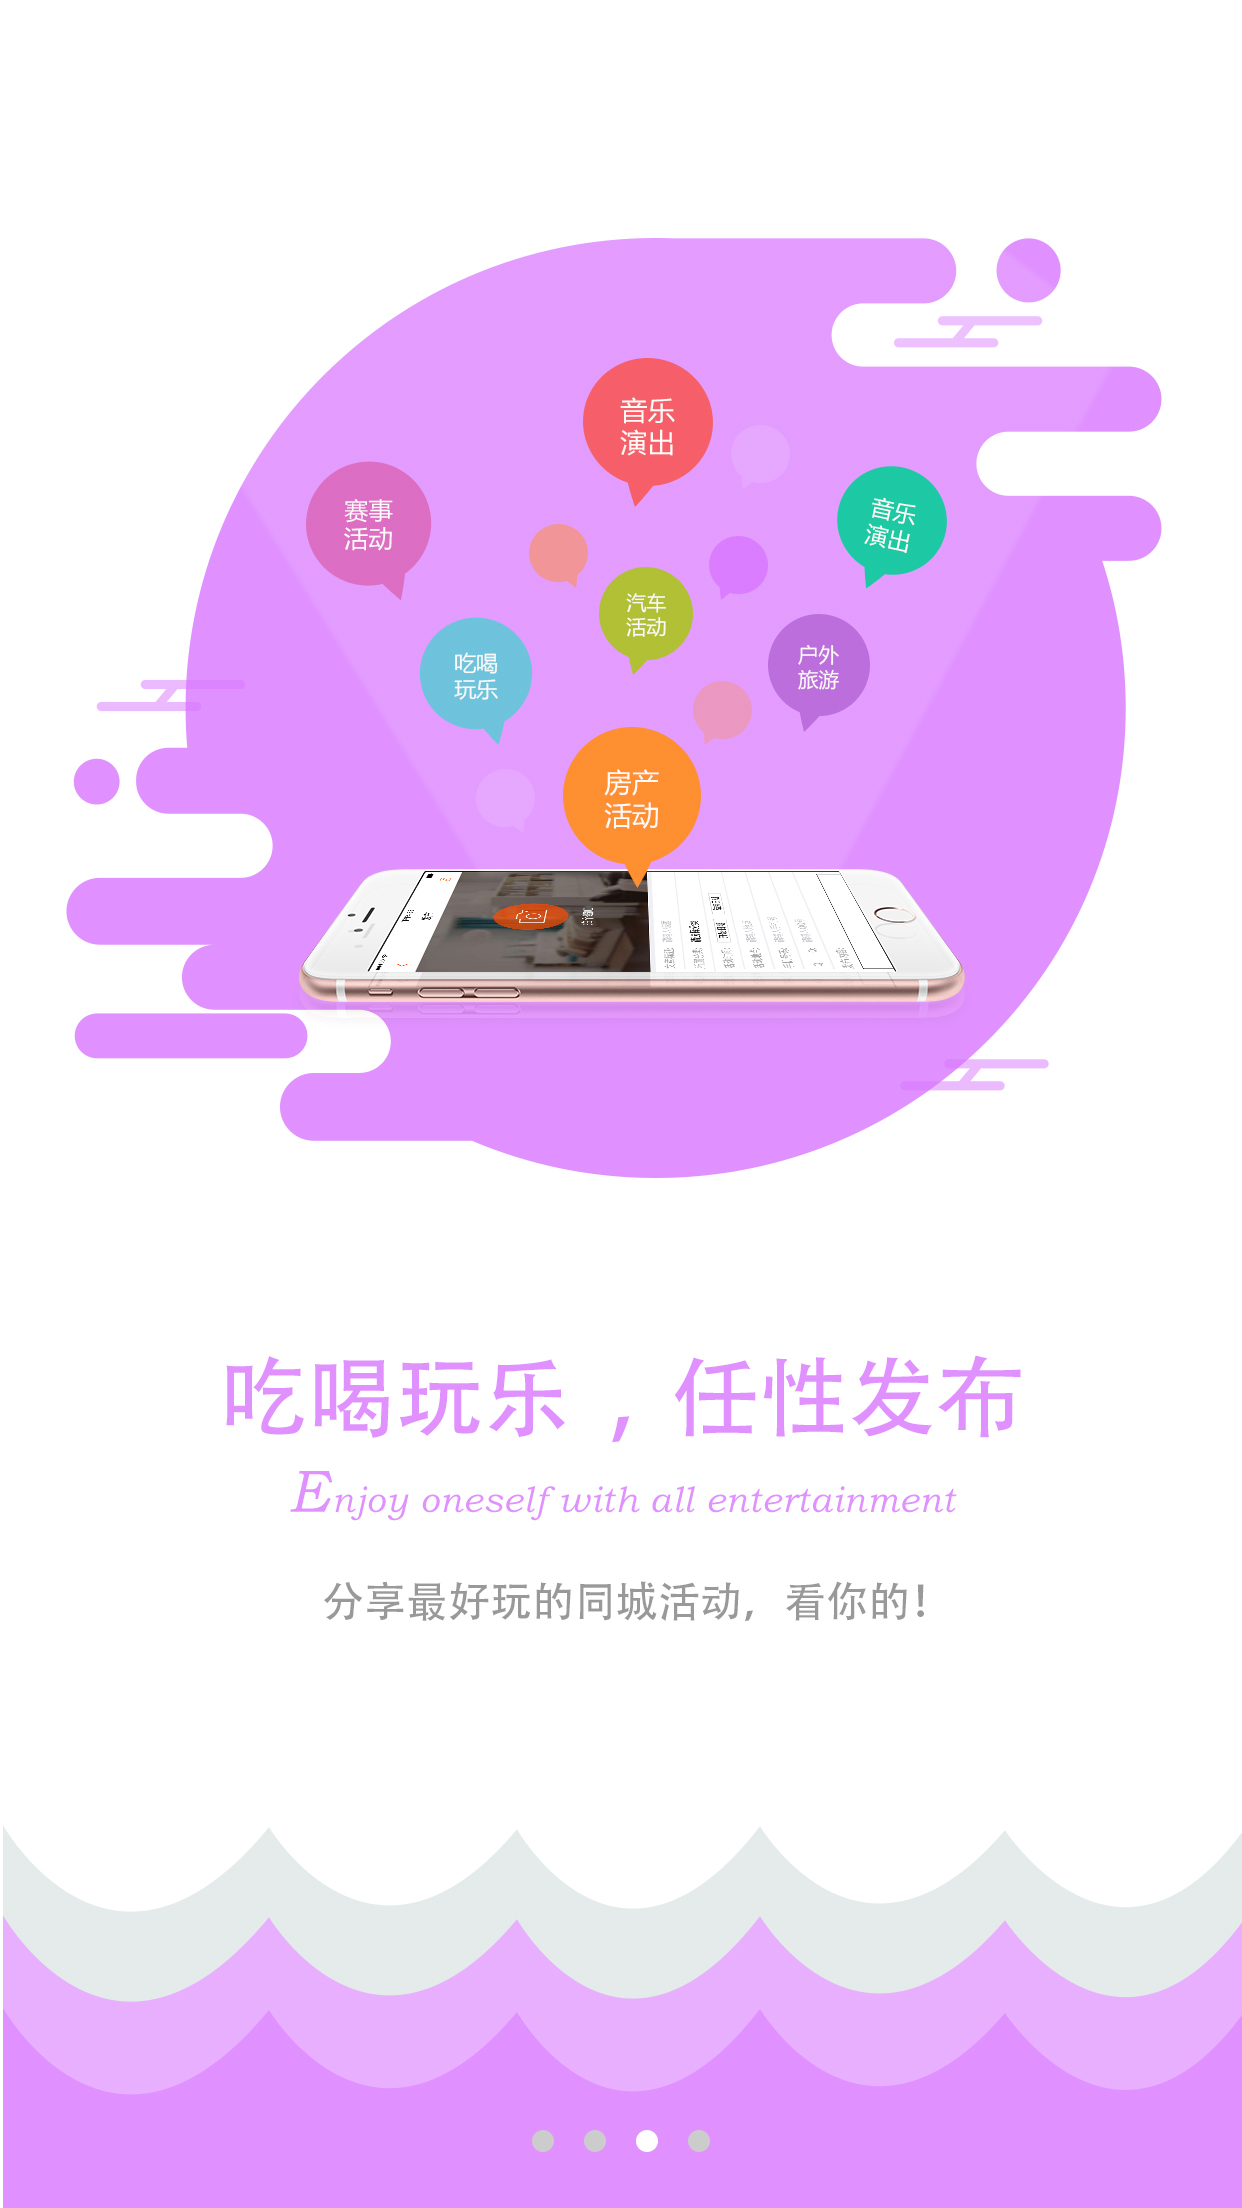 音乐
演出
赛事
活动
音乐
演出
汽车
活动
吃喝
玩乐
户外
旅游
房产
活动
吃喝玩乐，任性发布
Enjoy oneself with all entertainment
分享最好玩的同城活动，看你的！